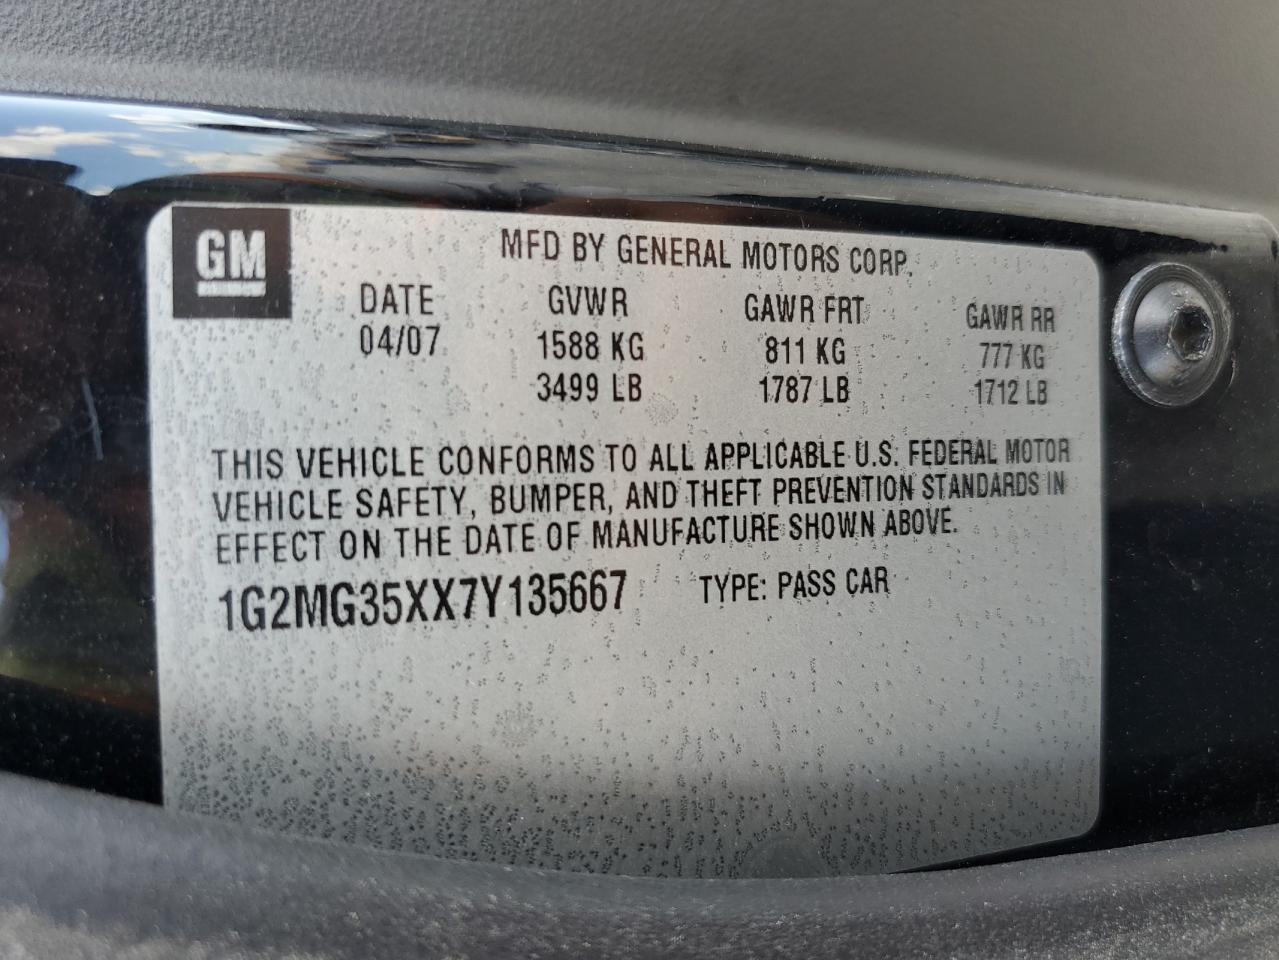 GM
MFD BY GENERAL MOTORS CORP.
DATE GVWR GAWR FRT GAWR RR
04/07 1588 KG 811 KG 777 KG
3499 LB 1787 LB 1712 LB
THIS VEHICLE CONFORMS TO ALL APPLICABLE U.S. FEDERAL MOTOR
VEHICLE SAFETY, BUMPER, AND THEFT PREVENTION STANDARDS IN
EFFECT ON THE DATE OF MANUFACTURE SHOWN ABOVE.
1G2MG35XX7Y135667 TYPE: PASS CAR